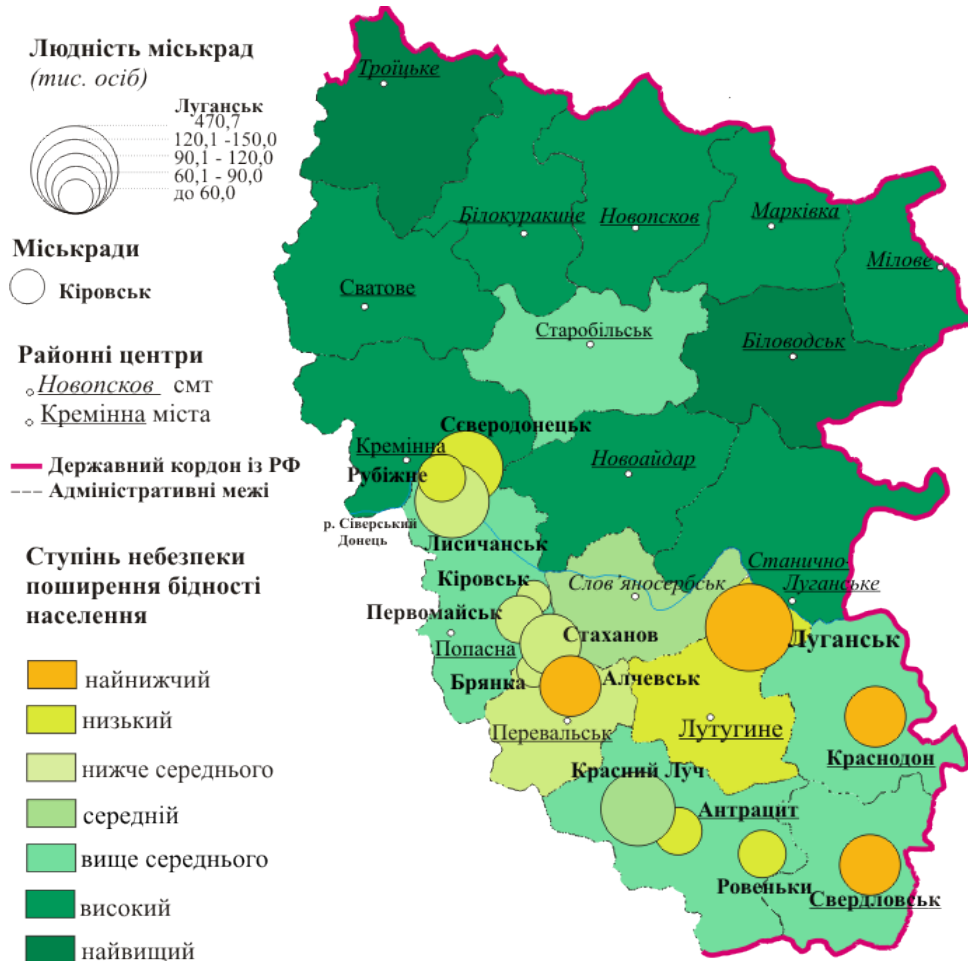 Людність міськрад
(тис. осіб)
Луганськ
470,7
120,1 -150,0
90,1 - 120,0
60,1 - 90,0
до 60,0
Міськради
Кіровськ
Районні центри
Новопсков смт
Кремінна міста
Державний кордон із РФ
Адміністративні межі
Ступінь небезпеки
поширення бідності
населення
найнижчий
низький
нижче середнього
середній
вище середнього
високий
найвищий
Троїцьке
Білокуракине
Новопсков
Марківка
Мілове
Сватове
Старобільськ
Біловодськ
Сєверодонецьк
Кремінна
Рубіжне
Новоайдар
р. Сіверський
Донець
Лисичанськ
Станично-
Луганське
Кіровськ
Слов'яносербськ
Первомайськ
Стаханов
Луганськ
Попасна
Брянка
Алчевськ
Перевальськ
Лутугине
Краснодон
Красний Луч
Антрацит
Ровеньки
Свердловськ